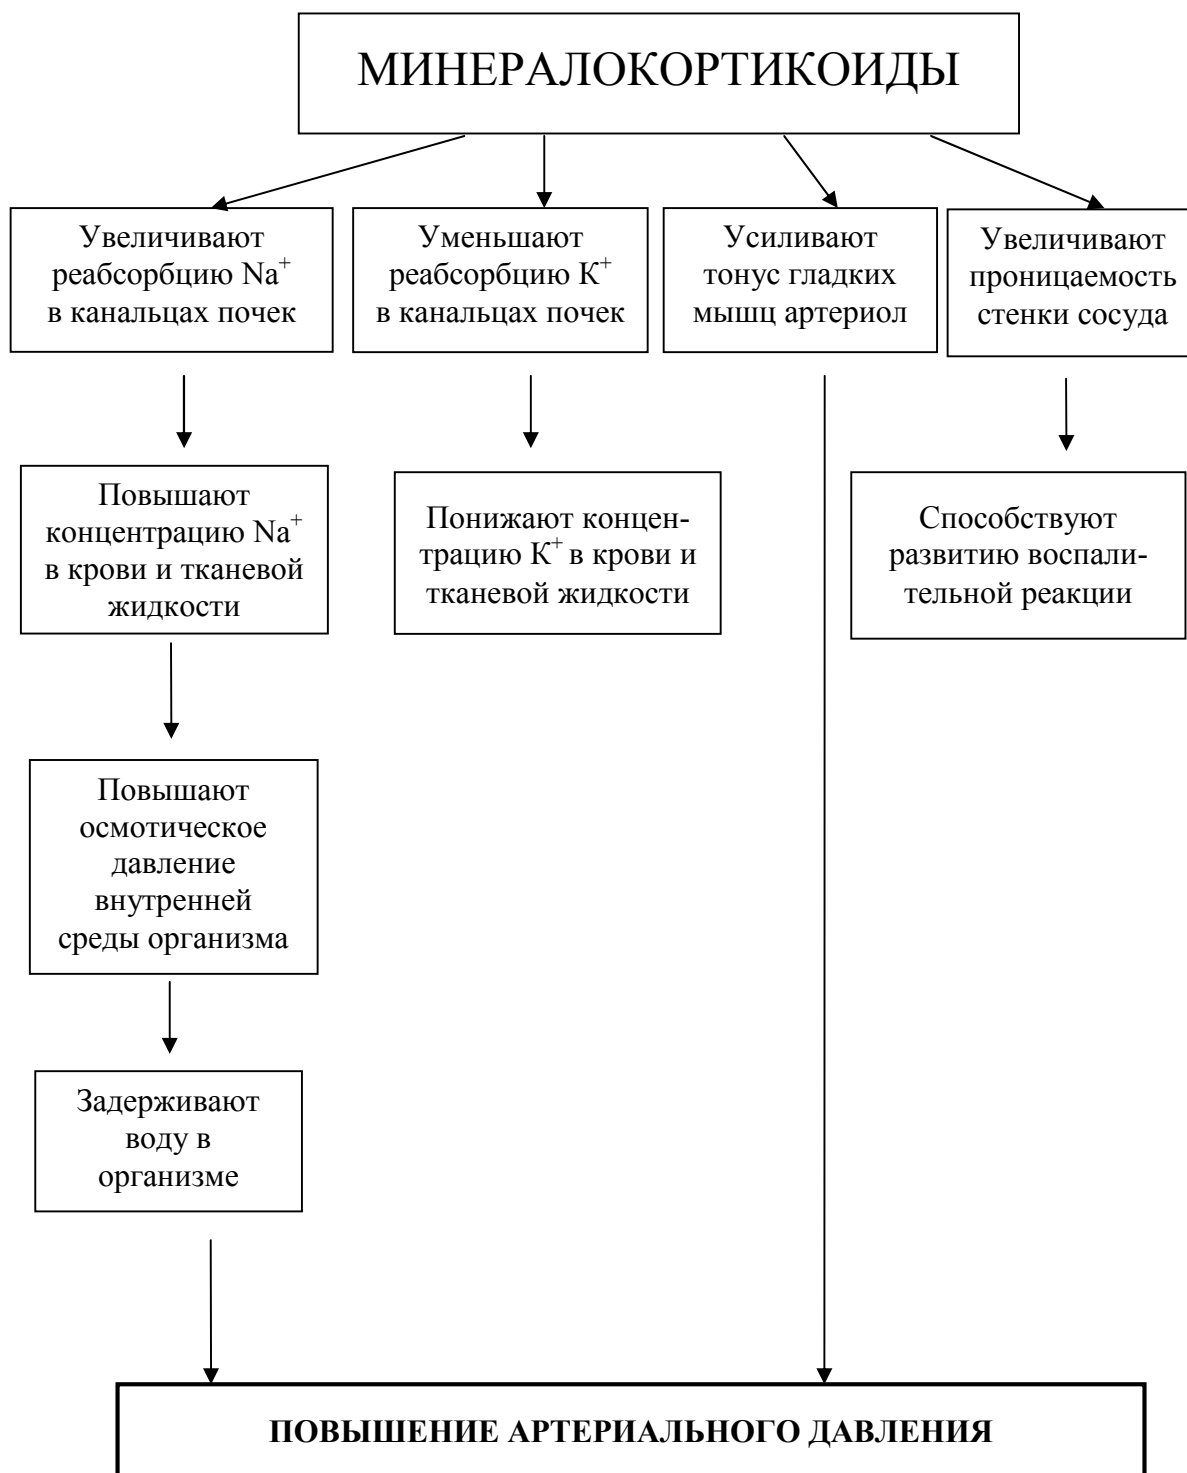 МИНЕРАЛОКОРТИКОИДЫ
Увеличивают
реабсорбцию Na⁺
в канальцах почек
Уменьшают
реабсорбцию К⁺
в канальцах почек
Усиливают
тонус гладких
мышц артериол
Увеличивают
проницаемость
стенки сосуда
Повышают
концентрацию Na⁺
в крови и тканевой
жидкости
Понижают концен-
трацию К⁺ в крови и
тканевой жидкости
Способствуют
развитию воспали-
тельной реакции
Повышают
осмотическое
давление
внутренней
среды организма
Задерживают
воду в
организме
ПОВЫШЕНИЕ АРТЕРИАЛЬНОГО ДАВЛЕНИЯ